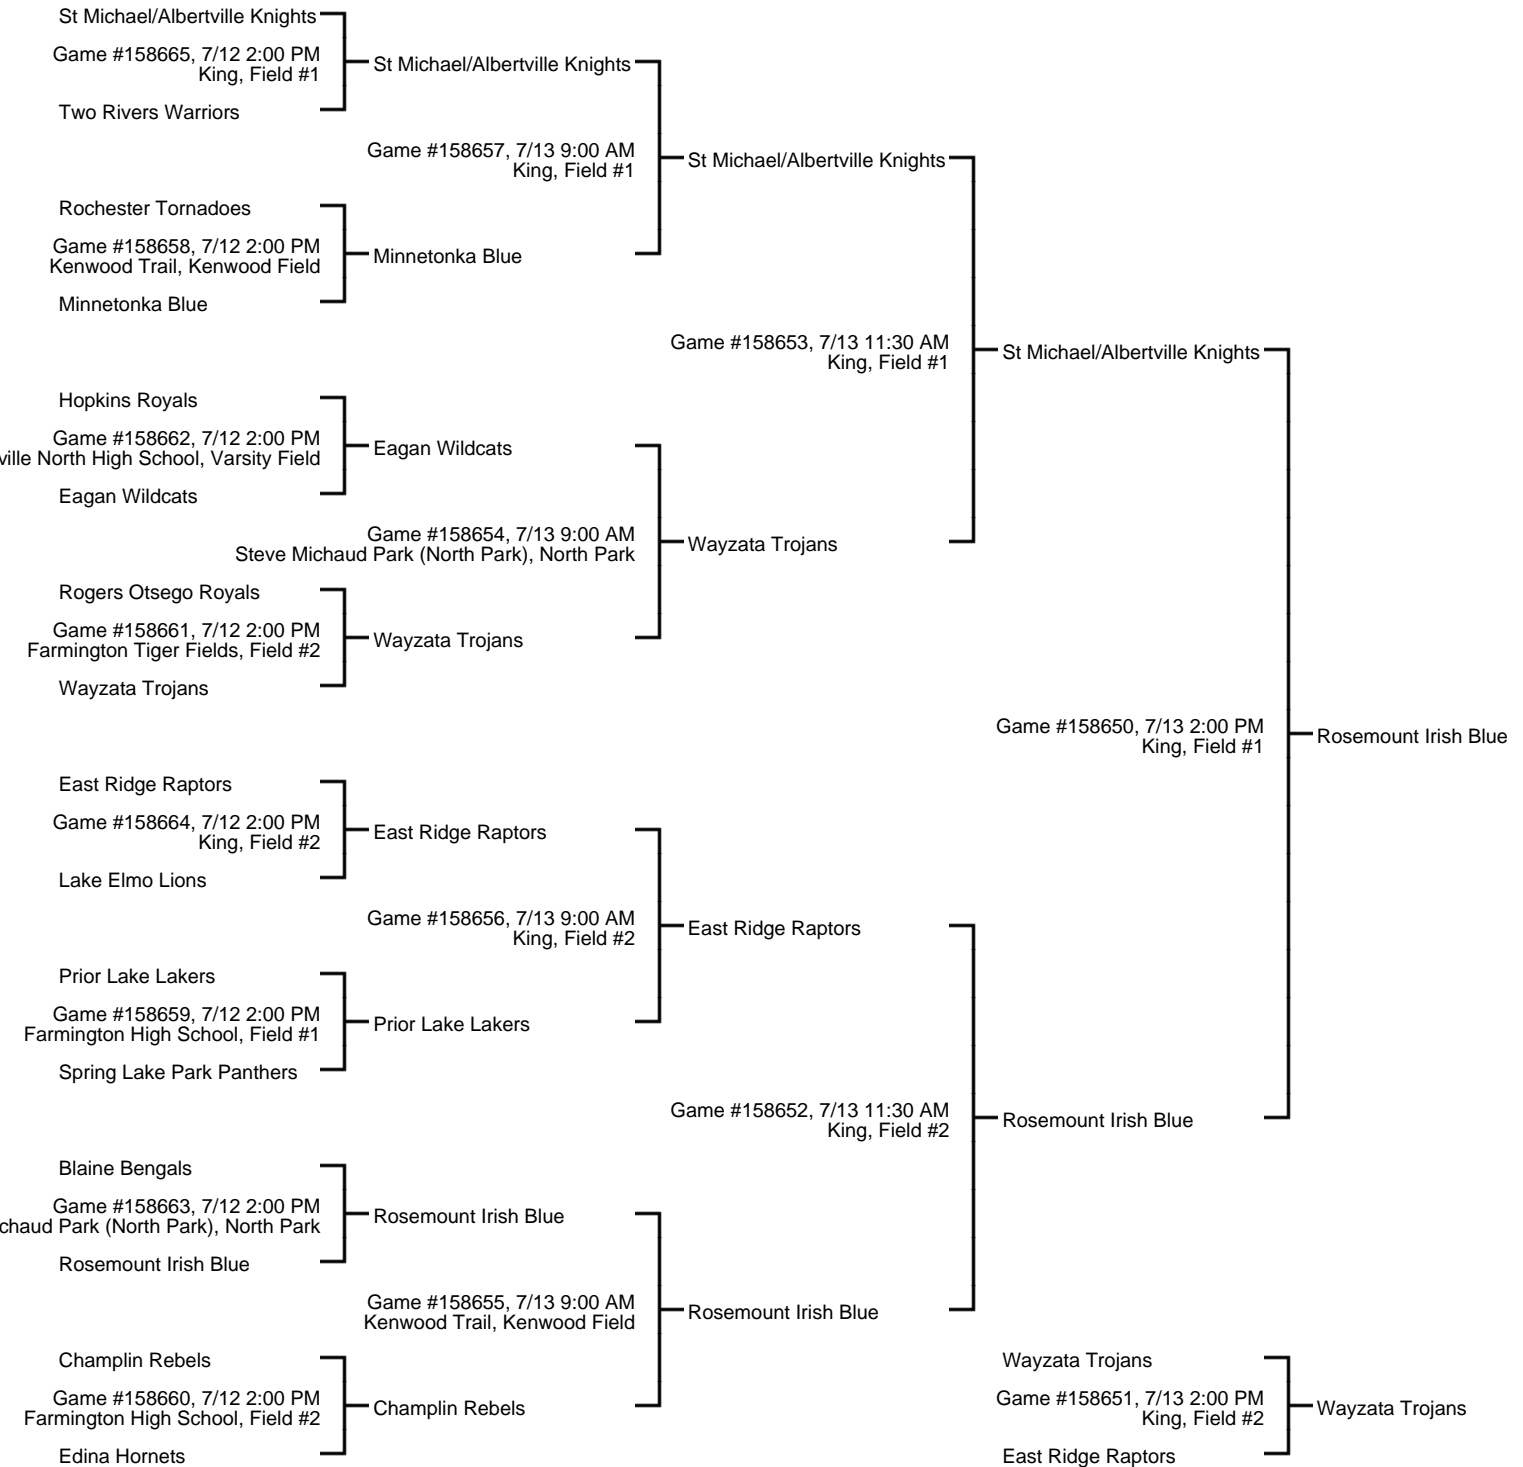 St Michael/Albertville Knights
Game #158665, 7/12 2:00 PM
King, Field #1
Two Rivers Warriors
St Michael/Albertville Knights
Game #158657, 7/13 9:00 AM
King, Field #1
St Michael/Albertville Knights
Rochester Tornadoes
Game #158658, 7/12 2:00 PM
Kenwood Trail, Kenwood Field
Minnetonka Blue
Minnetonka Blue
Game #158653, 7/13 11:30 AM
King, Field #1
St Michael/Albertville Knights
Hopkins Royals
Game #158662, 7/12 2:00 PM
ville North High School, Varsity Field
Eagan Wildcats
Eagan Wildcats
Game #158654, 7/13 9:00 AM
Steve Michaud Park (North Park), North Park
Wayzata Trojans
Rogers Otsego Royals
Game #158661, 7/12 2:00 PM
Farmington Tiger Fields, Field #2
Wayzata Trojans
Wayzata Trojans
Game #158650, 7/13 2:00 PM
King, Field #1
Rosemount Irish Blue
East Ridge Raptors
Game #158664, 7/12 2:00 PM
King, Field #2
Lake Elmo Lions
East Ridge Raptors
Game #158656, 7/13 9:00 AM
King, Field #2
East Ridge Raptors
Prior Lake Lakers
Game #158659, 7/12 2:00 PM
Farmington High School, Field #1
Spring Lake Park Panthers
Prior Lake Lakers
Game #158652, 7/13 11:30 AM
King, Field #2
Rosemount Irish Blue
Blaine Bengals
Game #158663, 7/12 2:00 PM
chaud Park (North Park), North Park
Rosemount Irish Blue
Rosemount Irish Blue
Game #158655, 7/13 9:00 AM
Kenwood Trail, Kenwood Field
Rosemount Irish Blue
Champlin Rebels
Game #158660, 7/12 2:00 PM
Farmington High School, Field #2
Edina Hornets
Champlin Rebels
Wayzata Trojans
Game #158651, 7/13 2:00 PM
King, Field #2
East Ridge Raptors
Wayzata Trojans